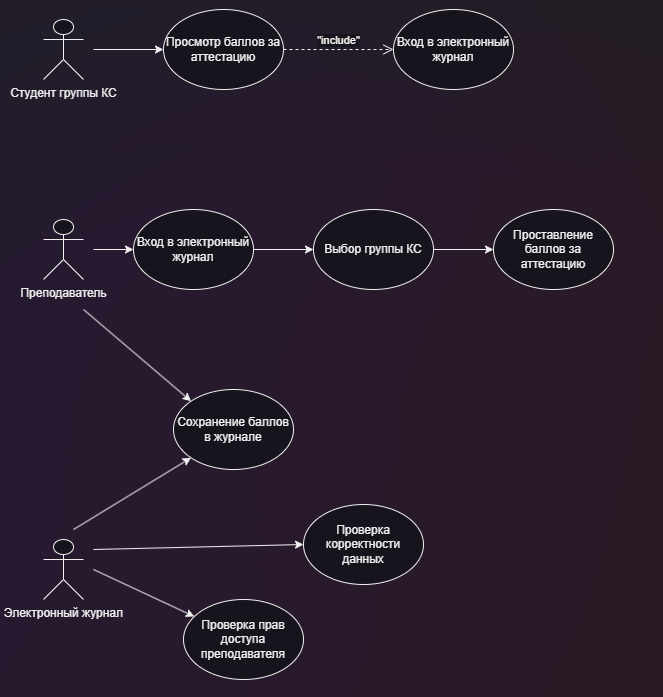 Просмотр баллов за
аттестацию
"include"
Вход в электронный
журнал
Студент группы КС
Вход в электронный
журнал
Выбор группы КС
Проставление
баллов за
аттестацию
Преподаватель
Сохранение баллов
в журнале
Проверка
корректности
данных
Электронный журнал
Проверка прав
доступа
преподавателя